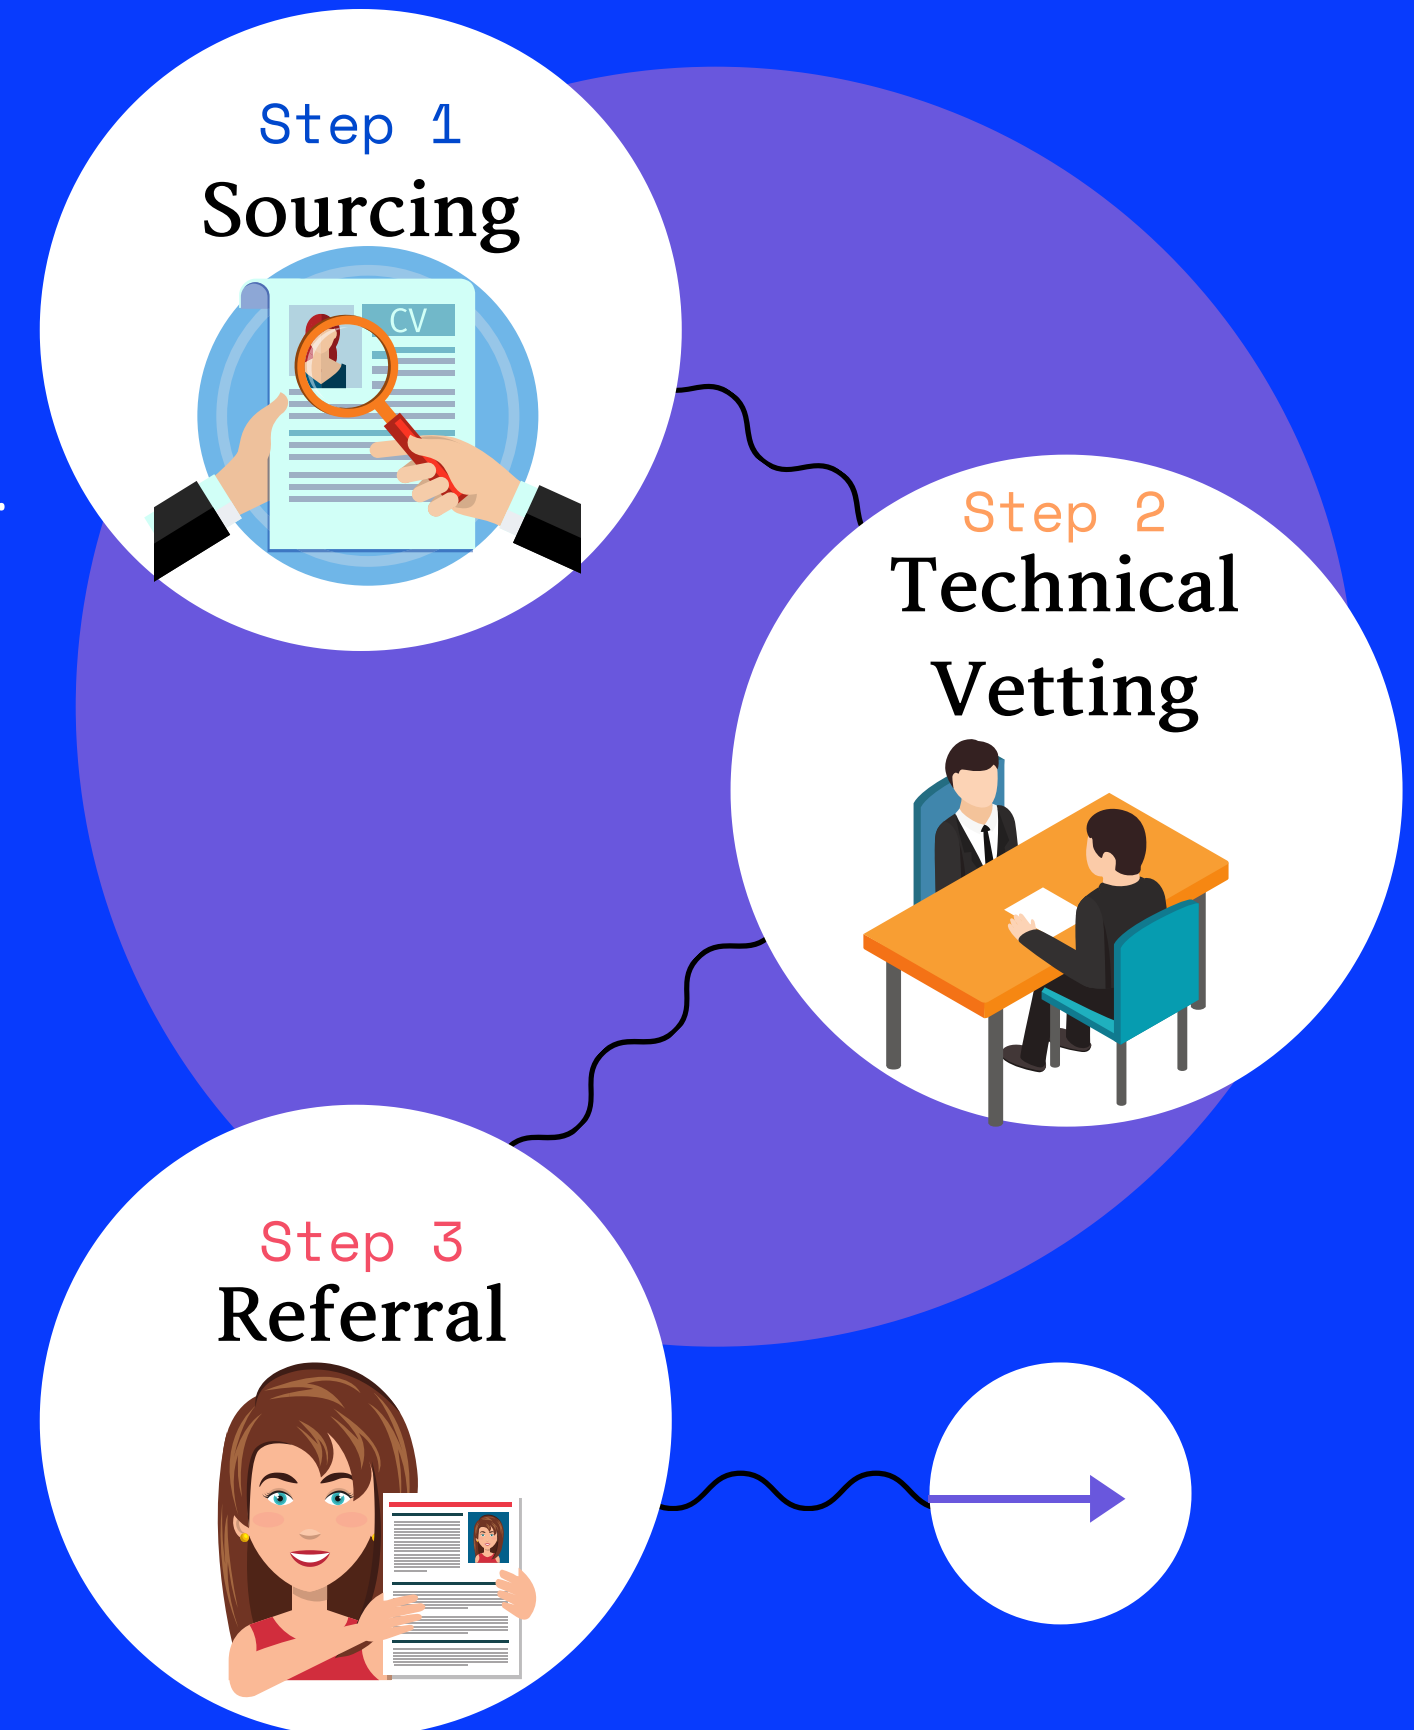 Step 1
Sourcing
CV
Step 2
Technical
Vetting
Step 3
Referral